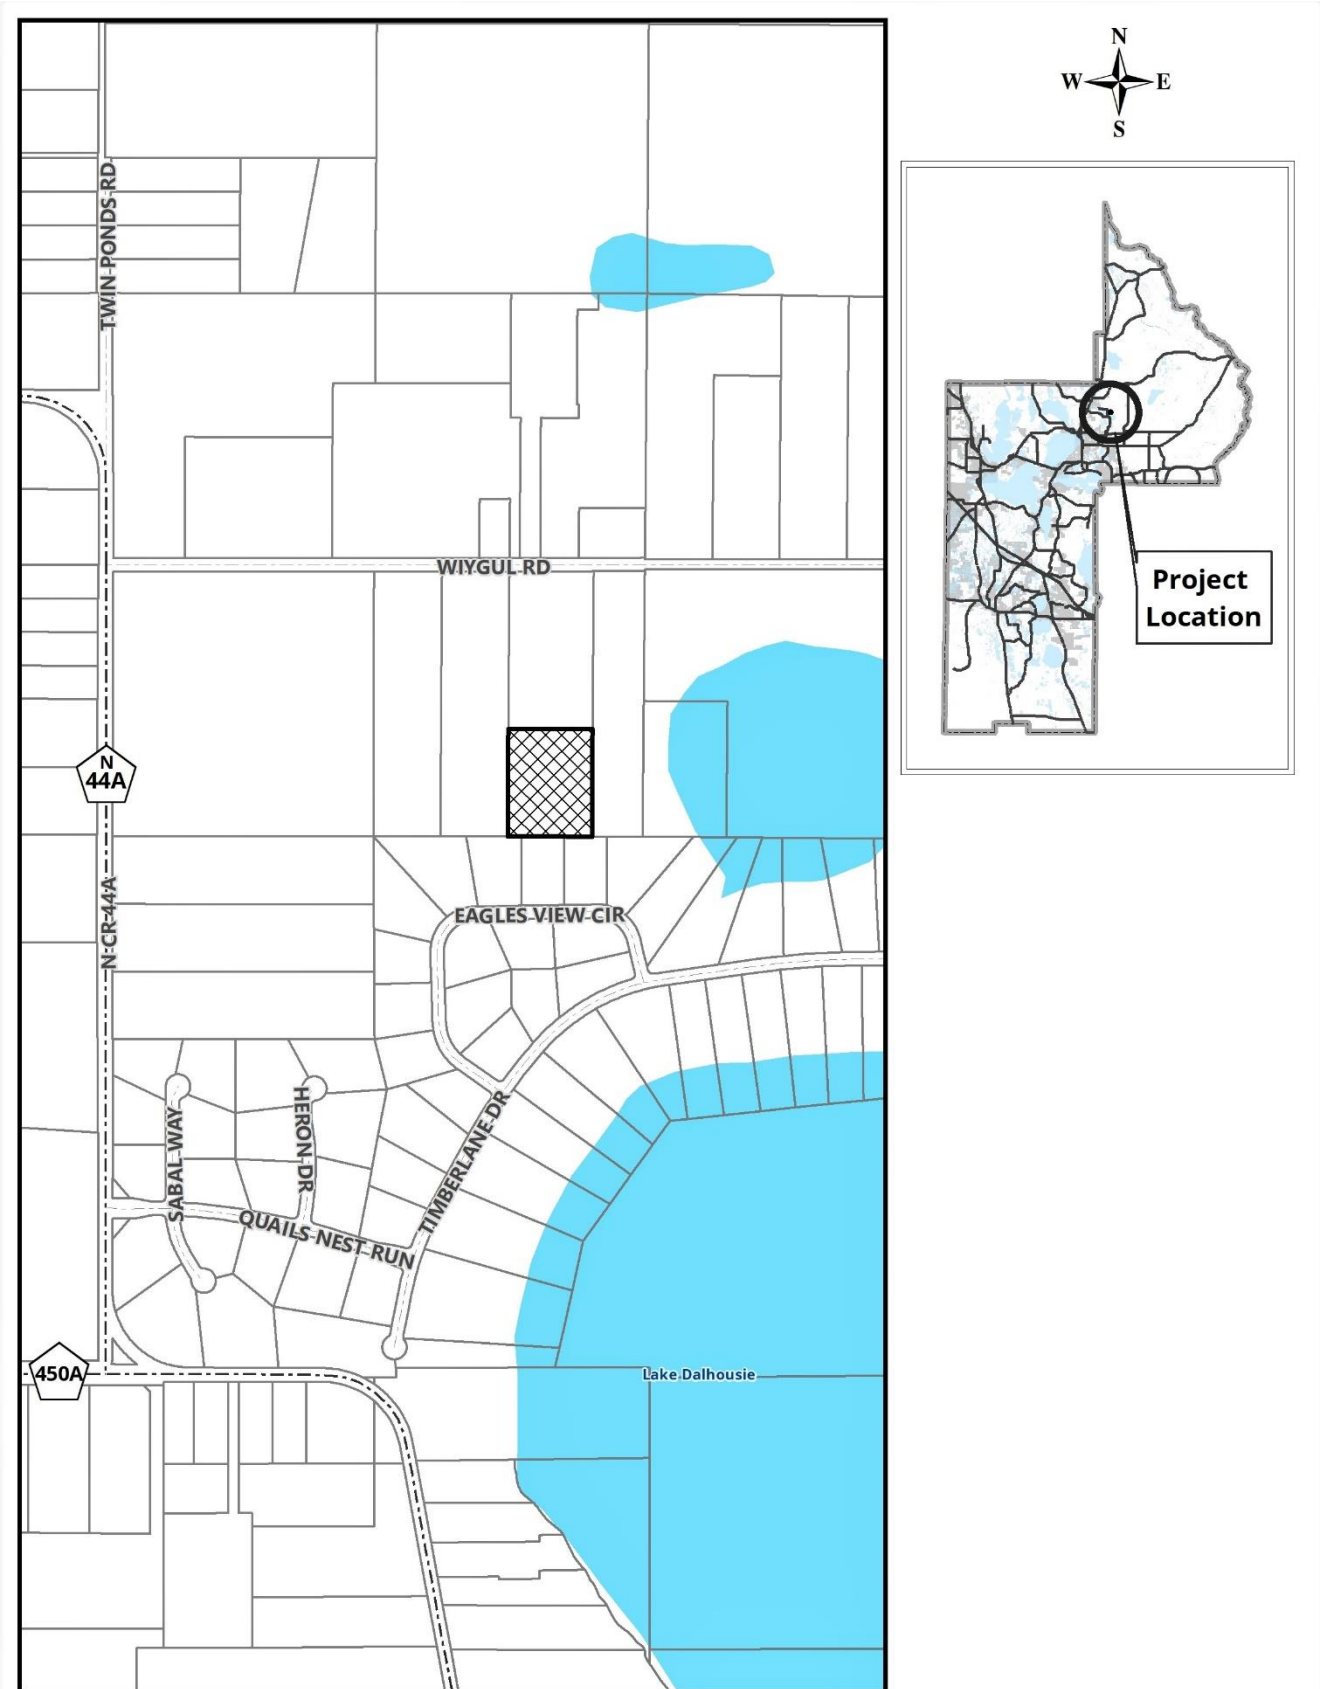 N
W E
S
TWIN PONDS RD
WIYGUL RD
Project
Location
N
44A
N CR 44A
EAGLES VIEW CIR
SABAL WAY
HERON DR
TIMBERLANE DR
QUAILS NEST RUN
450A
Lake Dalhousie